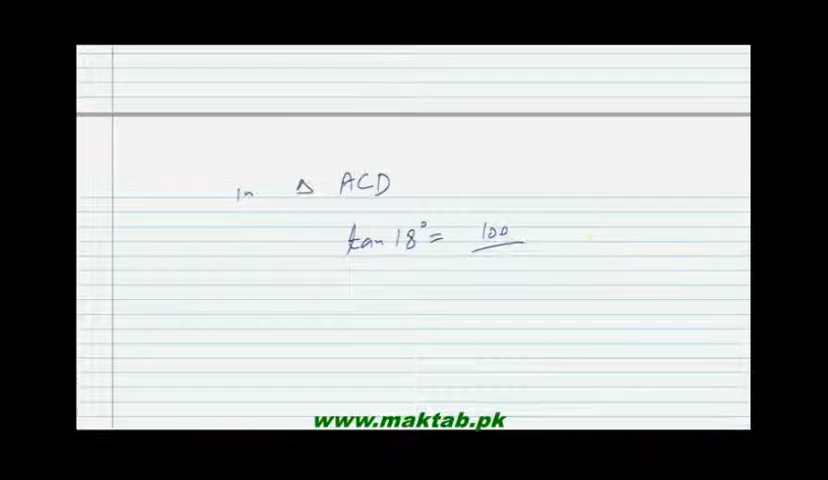 In Δ ACD
tan 18° = 100
www.maktab.pk